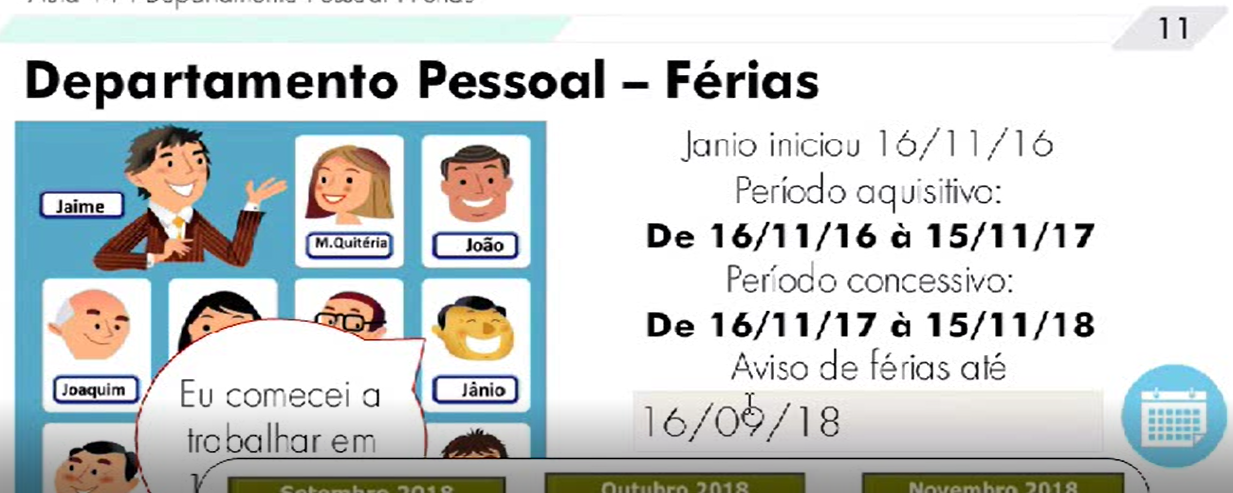 11
Departamento Pessoal – Férias
Jaime
M.Quitéria
João
Joaquim
Jânio
Eu comecei a
trabalhar em
Janio iniciou 16/11/16
Período aquisitivo:
De 16/11/16 à 15/11/17
Período concessivo:
De 16/11/17 à 15/11/18
Aviso de férias até
16/09/18
Setembro 2018
Outubro 2018
Novembro 2018